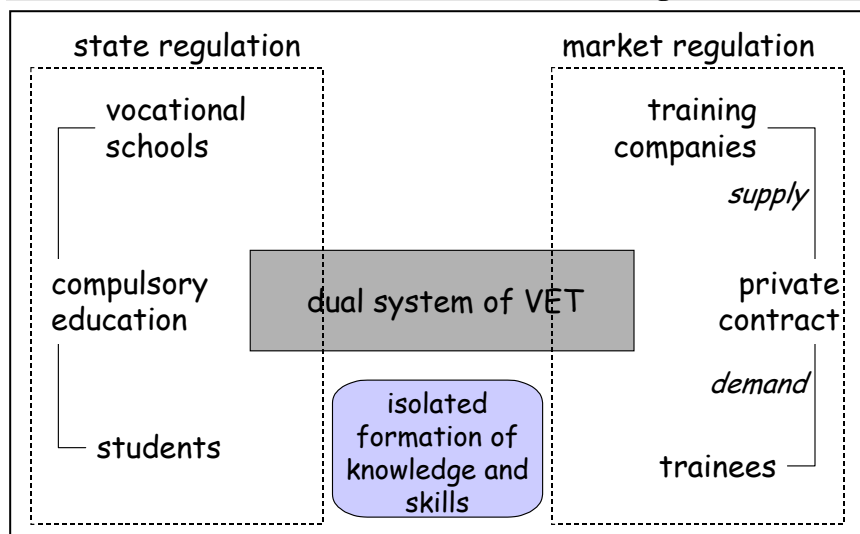 state regulation
vocational
schools
compulsory
education
students
dual system of VET
isolated
formation of
knowledge and
skills
market regulation
training
companies
supply
private
contract
demand
trainees